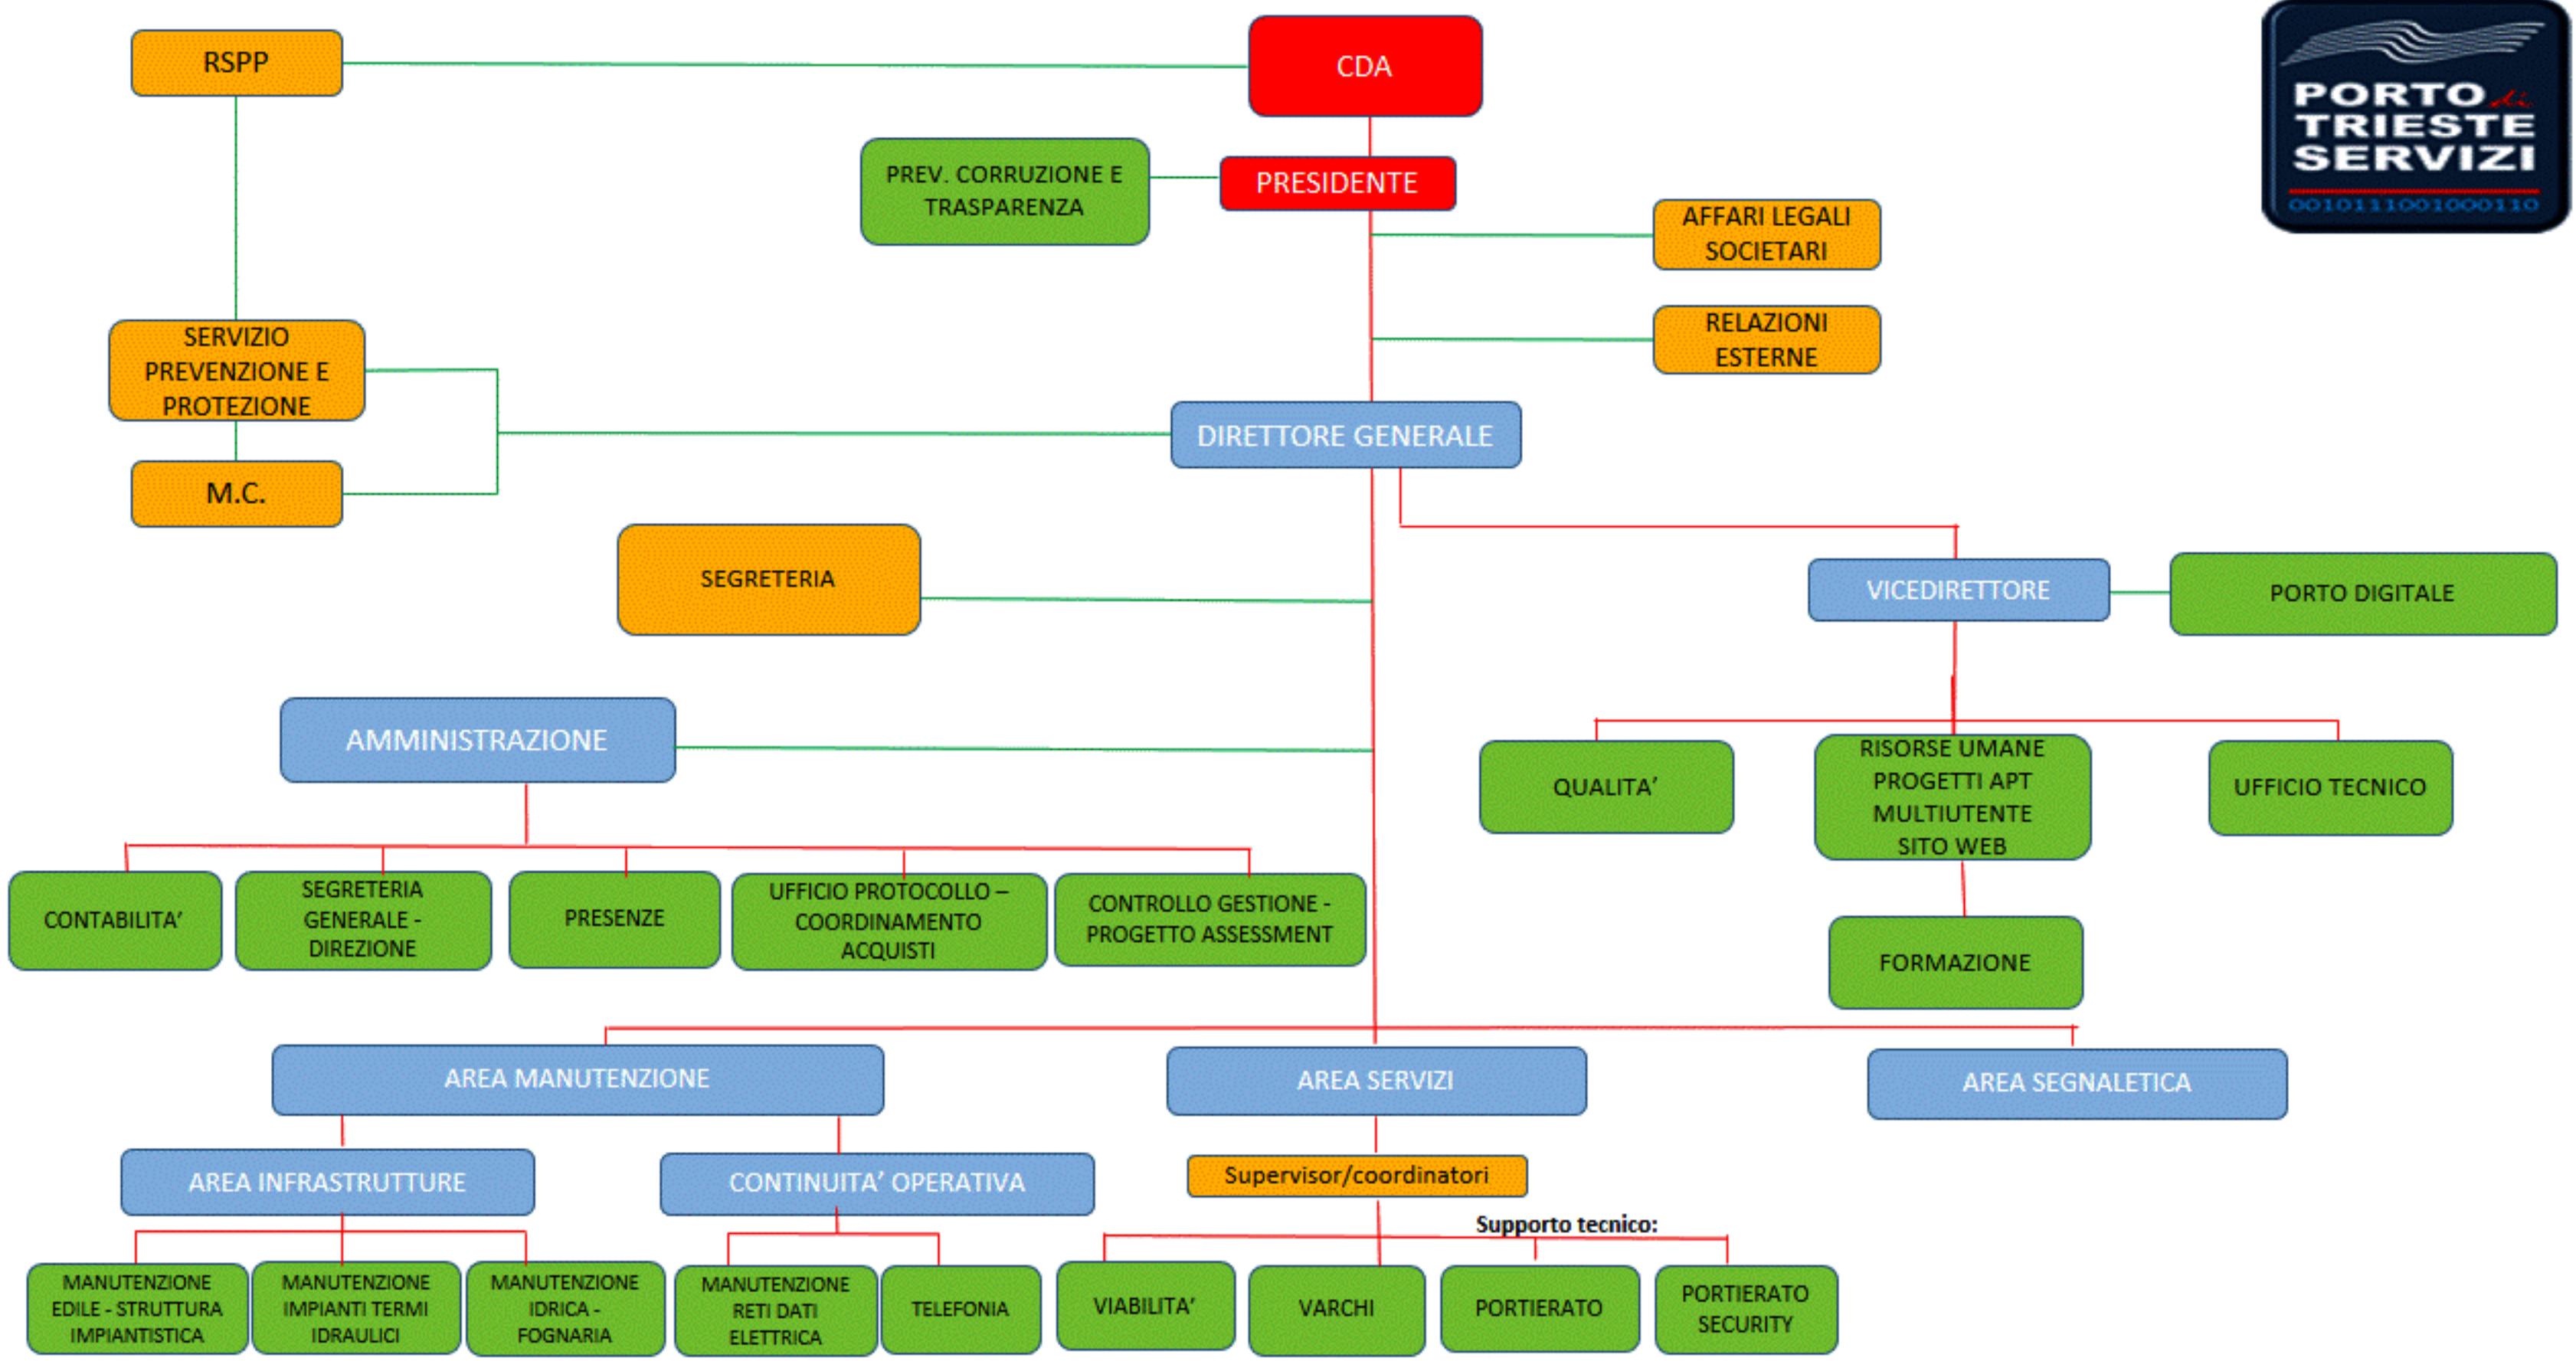 RSPP
CDA
PORTO di
TRIESTE
SERVIZI
0010111001000110
PREV. CORRUZIONE E
TRASPARENZA
PRESIDENTE
AFFARI LEGALI
SOCIETARI
RELAZIONI
ESTERNE
SERVIZIO
PREVENZIONE E
PROTEZIONE
DIRETTORE GENERALE
M.C.
SEGRETERIA
VICEDIRETTORE
PORTO DIGITALE
AMMINISTRAZIONE
QUALITA’
RISORSE UMANE
PROGETTI APT
MULTIUTENTE
SITO WEB
UFFICIO TECNICO
CONTABILITA’
SEGRETERIA
GENERALE -
DIREZIONE
PRESENZE
UFFICIO PROTOCOLLO –
COORDINAMENTO
ACQUISTI
CONTROLLO GESTIONE -
PROGETTO ASSESSMENT
FORMAZIONE
AREA MANUTENZIONE
AREA SERVIZI
AREA SEGNALETICA
AREA INFRASTRUTTURE
CONTINUITA’ OPERATIVA
Supervisor/coordinatori
Supporto tecnico:
MANUTENZIONE
EDILE - STRUTTURA
IMPIANTISTICA
MANUTENZIONE
IMPIANTI TERMI
IDRAULICI
MANUTENZIONE
IDRICA -
FOGNARIA
MANUTENZIONE
RETI DATI
ELETTRICA
TELEFONIA
VIABILITA’
VARCHI
PORTIERATO
PORTIERATO
SECURITY